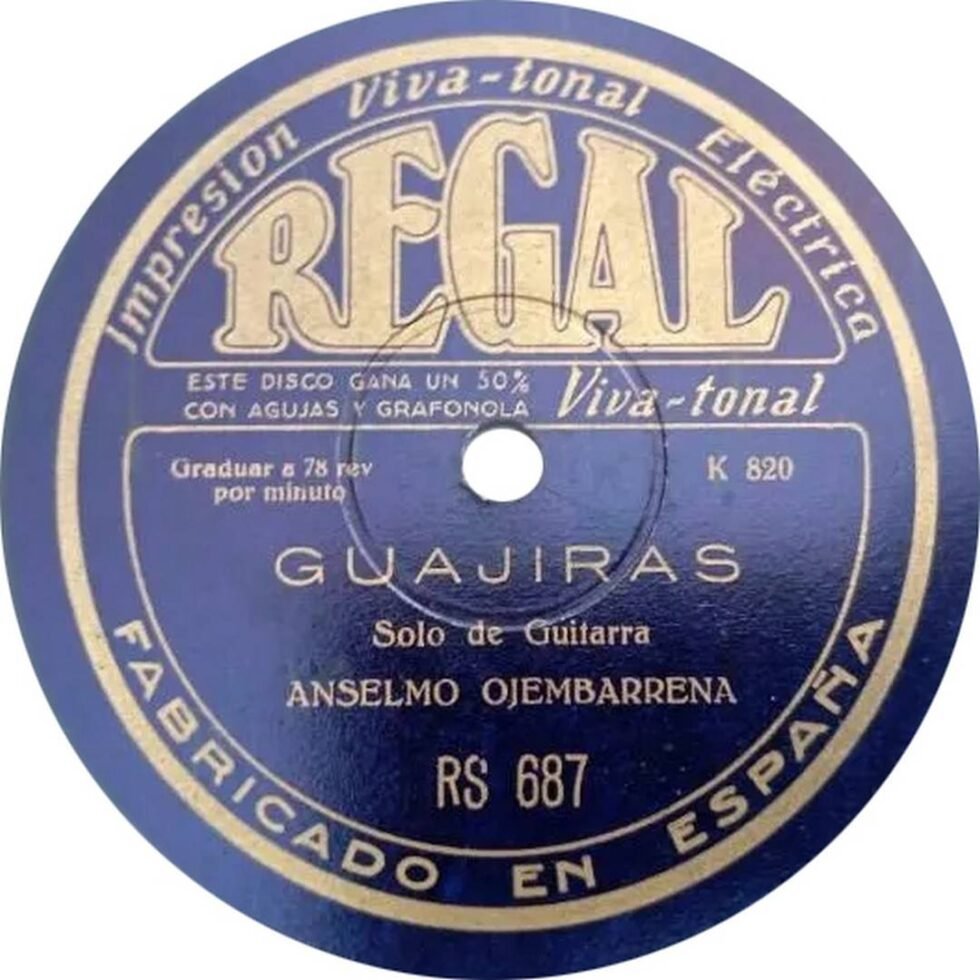 Impresion Viva-tonal Eléctrica
REGAL
ESTE DISCO GANA UN 50%
CON AGUJAS Y GRAFONOLA
Viva-tonal
Graduar a 78 rev
por minuto
K 820
GUAJIRAS
Solo de Guitarra
ANSELMO OJEMBARRENA
RS 687
FABRICADO EN ESPAÑA